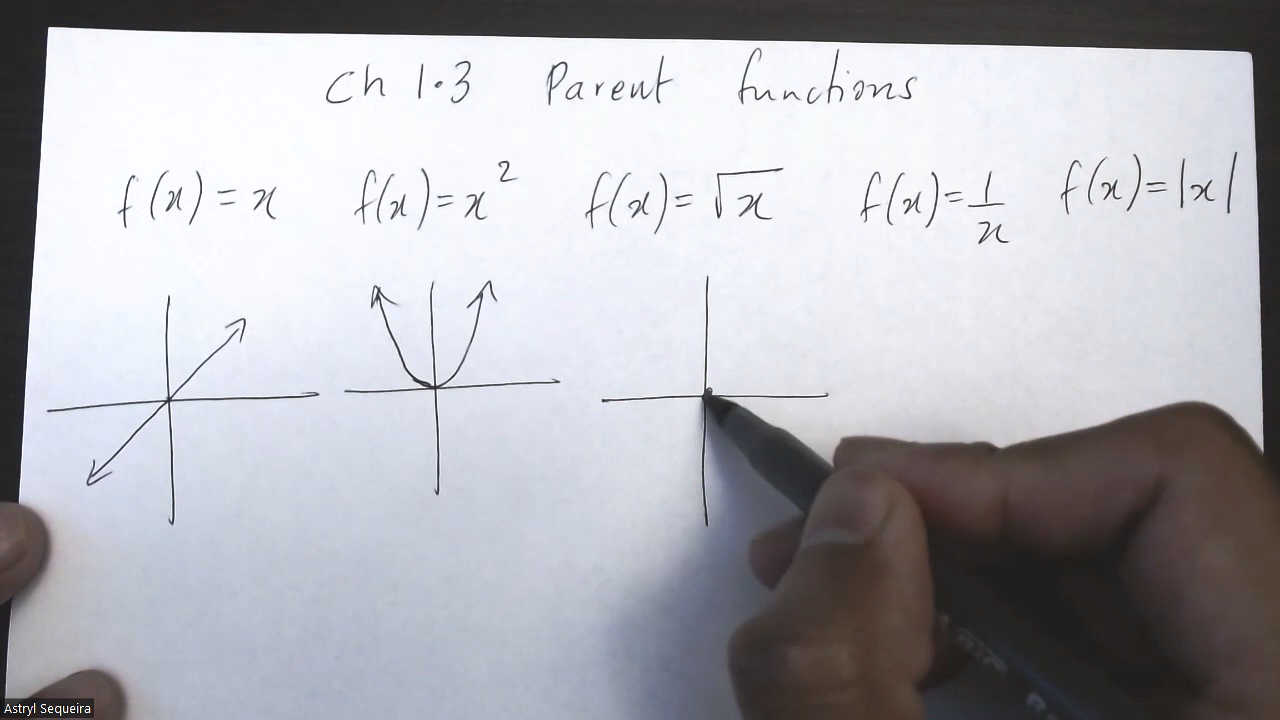 Ch 1.3 Parent functions
f(x) = x f(x) = x² f(x) = √x f(x) = 1/x f(x) = |x|
Astryl Sequeira